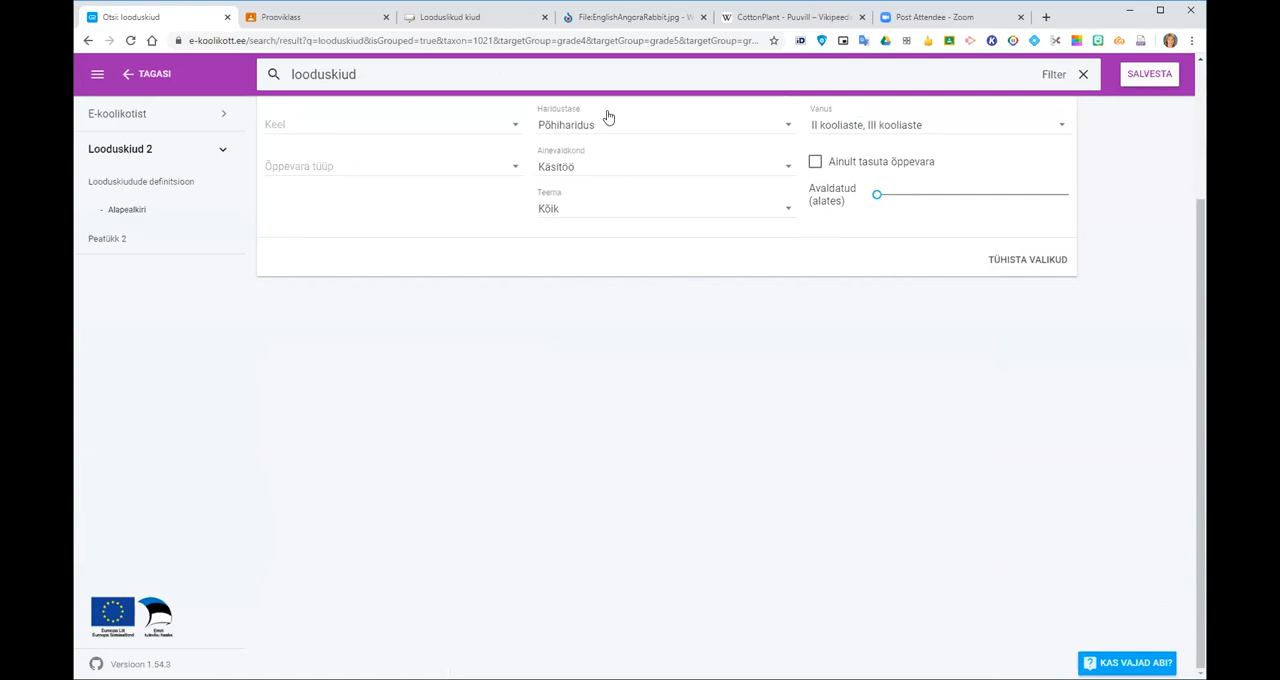 Otsi: looduskiud
Prooviklass
Looduslikud kiud
File:EnglishAngoraRabbit.jpg - W
CottonPlant - Puuvill – Vikipeed
Post Attendee - Zoom
e-koolikott.ee/search/result?q=looduskiud&isGrouped=true&taxon=1021&targetGroup=grade4&targetGroup=grade5&targetGroup=gr...
TAGASI
looduskiud
Filter
SALVESTA
E-koolikotist
Looduskiud 2
Looduskiudude definitsioon
- Alapealkiri
Peatükk 2
Keel
Haridustase
Põhiharidus
Vanus
II kooliaste, III kooliaste
Õppevara tüüp
Ainevaldkond
Käsitöö
Ainult tasuta õppevara
Teema
Kõik
Avaldatud
(alates)
TÜHISTA VALIKUD
Versioon 1.54.3
KAS VAJAD ABI?